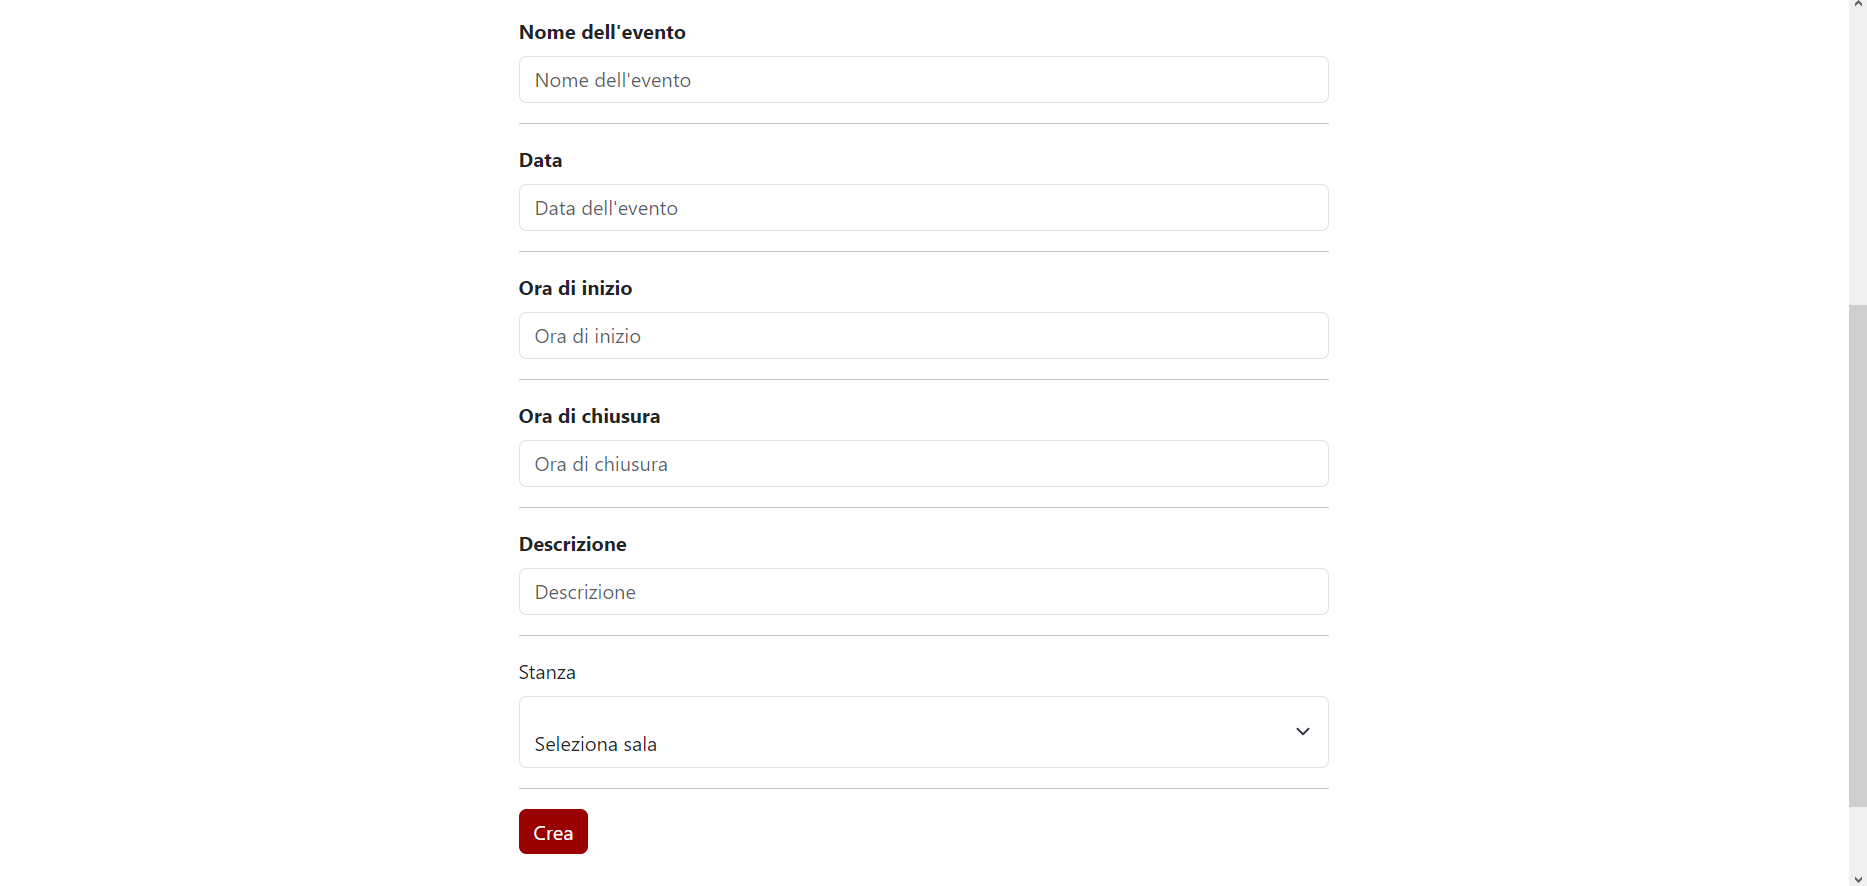 Nome dell'evento
Nome dell'evento
Data
Data dell'evento
Ora di inizio
Ora di inizio
Ora di chiusura
Ora di chiusura
Descrizione
Descrizione
Stanza
Seleziona sala
Crea